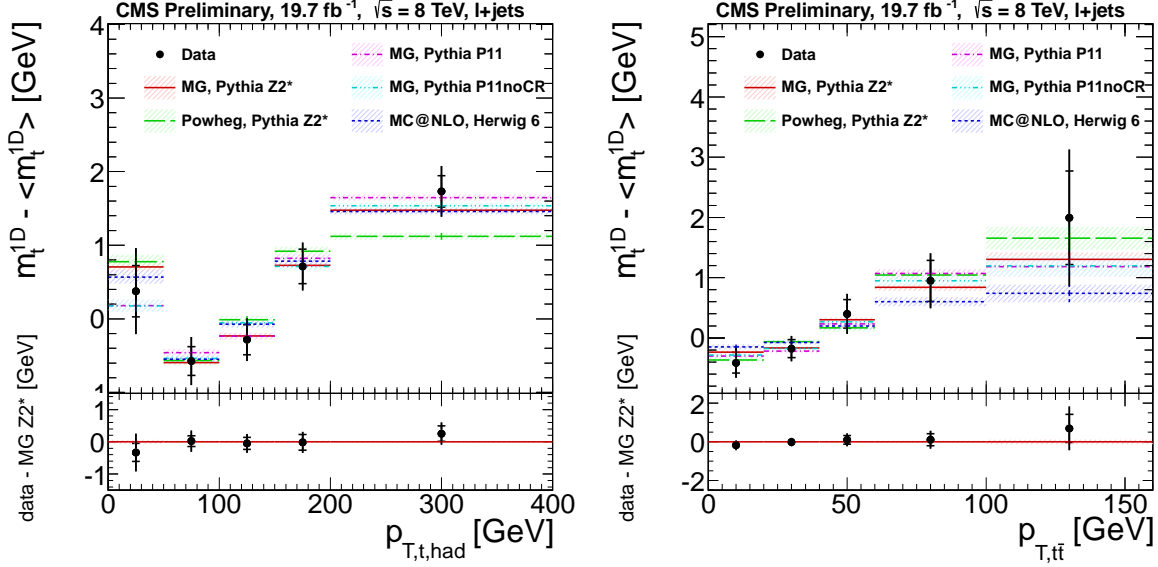 CMS Preliminary, 19.7 fb⁻¹, √s = 8 TeV, l+jets
m_t^1D - <m_t^1D> [GeV]
4
3
2
1
0
1
Data
MG, Pythia Z2*
Powheg, Pythia Z2*
MG, Pythia P11
MG, Pythia P11noCR
MC@NLO, Herwig 6
data - MG Z2* [GeV]
1
0
-1
0 100 200 300 400
p_T,t,had [GeV]
CMS Preliminary, 19.7 fb⁻¹, √s = 8 TeV, l+jets
m_t^1D - <m_t^1D> [GeV]
5
4
3
2
1
0
Data
MG, Pythia Z2*
Powheg, Pythia Z2*
MG, Pythia P11
MG, Pythia P11noCR
MC@NLO, Herwig 6
data - MG Z2* [GeV]
2
0
-2
0 50 100 150
p_T,tt̄ [GeV]